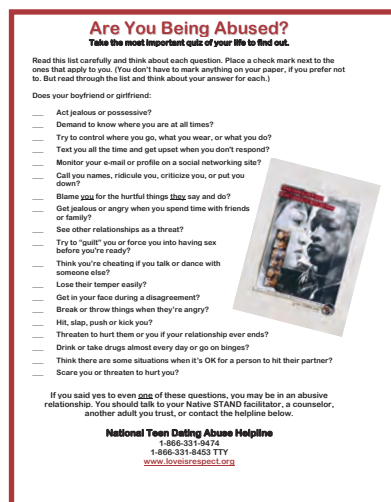 Are You Being Abused?
Take the most important quiz of your life to find out.
Read this list carefully and think about each question. Place a check mark next to the
ones that apply to you. (You don't have to mark anything on your paper, if you prefer not
to. But read through the list and think about your answer for each.)
Does your boyfriend or girlfriend:
___ Act jealous or possessive?
___ Demand to know where you are at all times?
___ Try to control where you go, what you wear, or what you do?
___ Text you all the time and get upset when you don't respond?
___ Monitor your e-mail or profile on a social networking site?
___ Call you names, ridicule you, criticize you, or put you
down?
___ Blame you for the hurtful things they say and do?
___ Get jealous or angry when you spend time with friends
or family?
___ See other relationships as a threat?
___ Try to "guilt" you or force you into having sex
before you're ready?
___ Think you're cheating if you talk or dance with
someone else?
___ Lose their temper easily?
___ Get in your face during a disagreement?
___ Break or throw things when they're angry?
___ Hit, slap, push or kick you?
___ Threaten to hurt them or you if your relationship ever ends?
___ Drink or take drugs almost every day or go on binges?
___ Think there are some situations when it's OK for a person to hit their partner?
___ Scare you or threaten to hurt you?
If you said yes to even one of these questions, you may be in an abusive
relationship. You should talk to your Native STAND facilitator, a counselor,
another adult you trust, or contact the helpline below.
National Teen Dating Abuse Helpline
1-866-331-9474
1-866-331-8453 TTY
www.loveisrespect.org